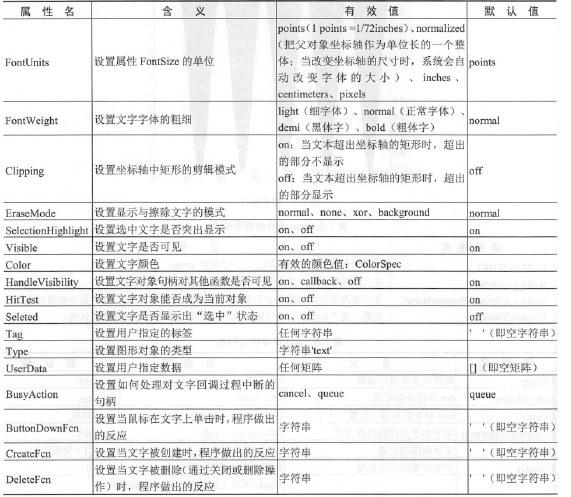 属性名 含义 有效值 默认值
FontUnits 设置属性 FontSize 的单位 points(1 points =1/72inches)、normalized
(把父对象坐标轴作为单位长的一个整
体；当改变坐标轴的尺寸时，系统会自
动改变字体的大小)、inches、
centimeters、pixels
points
FontWeight 设置文字字体的粗细 light(细字体)、normal(正常字体)、
demi(黑体字)、bold(粗体字)
normal
Clipping 设置坐标轴中矩形的剪辑模式 on：当文本超出坐标轴的矩形时，超出
的部分不显示
off：当文本超出坐标轴的矩形时，超出
的部分显示
off
EraseMode 设置显示与擦除文字的模式 normal、none、xor、background normal
SelectionHighlight 设置选中文字是否突出显示 on、off on
Visible 设置文字是否可见 on、off on
Color 设置文字颜色 有效的颜色值：ColorSpec
HandleVisibility 设置文字对象句柄对其他函数是否可见 on、callback、off on
HitTest 设置文字对象能否成为当前对象 on、off on
Seleted 设置文字是否显示出“选中”状态 on、off off
Tag 设置用户指定的标签 任何字符串 ' '(即空字符串)
Type 设置图形对象的类型 字符串'text'
UserData 设置用户指定数据 任何矩阵 [](即空矩阵)
BusyAction 设置如何处理对文字回调过程中断的
句柄
cancel、queue queue
ButtonDownFcn 设置当鼠标在文字上单击时，程序做出
的反应
字符串 ' '(即空字符串)
CreateFcn 设置当文字被创建时，程序做出的反应 字符串 ' '(即空字符串)
DeleteFcn 设置当文字被删除(通过关闭或删除操
作)时，程序做出的反应
字符串 ' '(即空字符串)